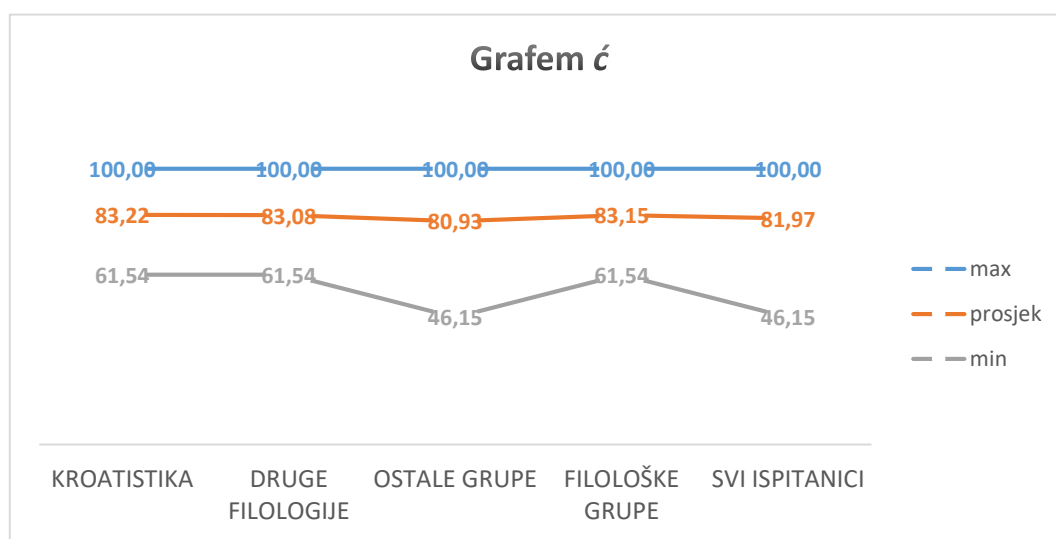 Grafem ć
100,00 100,00 100,00 100,00 100,00
83,22 83,08 80,93 83,15 81,97
61,54 61,54 46,15 61,54 46,15
max
prosjek
min
KROATISTIKA DRUGE FILOLOGIJE OSTALE GRUPE FILOLOŠKE GRUPE SVI ISPITANICI